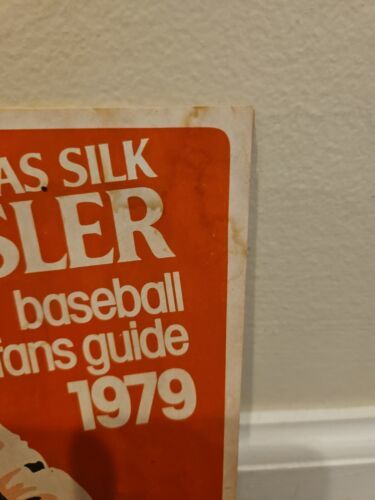 AS SILK
SLER
baseball
fans guide
1979